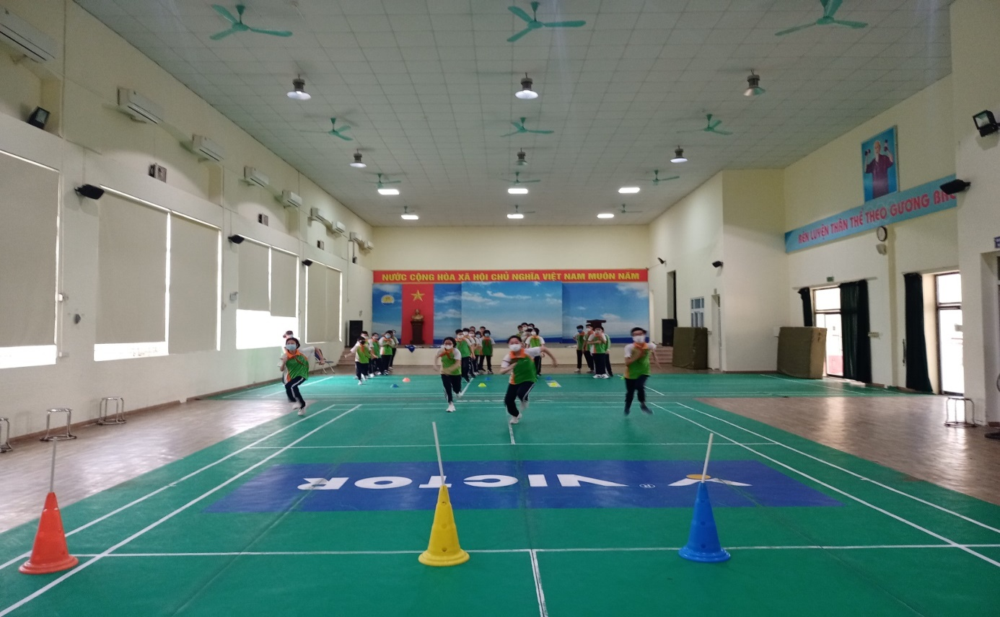 NƯỚC CỘNG HÒA XÃ HỘI CHỦ NGHĨA VIỆT NAM MUÔN NĂM
RÈN LUYỆN THÂN THỂ THEO GƯƠNG BÁC
VICTOR®